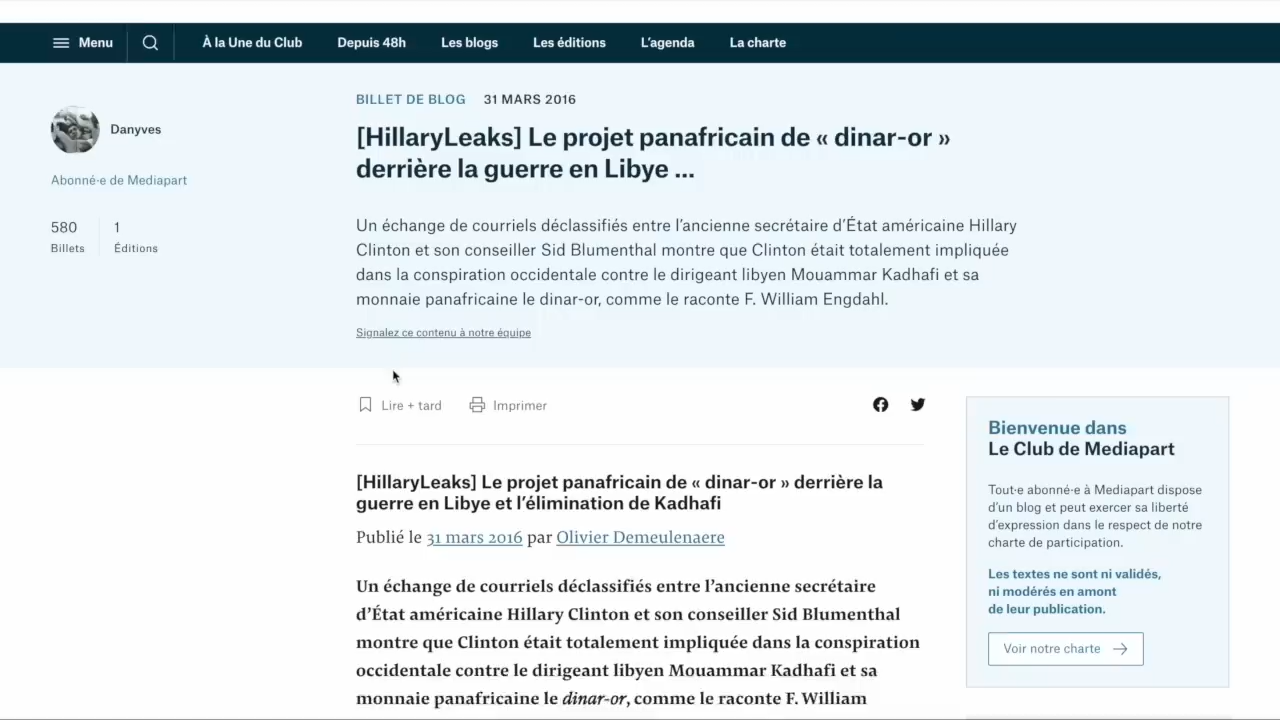 Menu
À la Une du Club
Depuis 48h
Les blogs
Les éditions
L'agenda
La charte
Danyves
Abonné·e de Mediapart
580
Billets
1
Éditions
BILLET DE BLOG 31 MARS 2016
[HillaryLeaks] Le projet panafricain de « dinar-or »
derrière la guerre en Libye ...
Un échange de courriels déclassifiés entre l'ancienne secrétaire d'État américaine Hillary
Clinton et son conseiller Sid Blumenthal montre que Clinton était totalement impliquée
dans la conspiration occidentale contre le dirigeant libyen Mouammar Kadhafi et sa
monnaie panafricaine le dinar-or, comme le raconte F. William Engdahl.
Signalez ce contenu à notre équipe
Lire + tard
Imprimer
[HillaryLeaks] Le projet panafricain de « dinar-or » derrière la
guerre en Libye et l'élimination de Kadhafi
Publié le 31 mars 2016 par Olivier Demeulenaere
Un échange de courriels déclassifiés entre l'ancienne secrétaire
d'État américaine Hillary Clinton et son conseiller Sid Blumenthal
montre que Clinton était totalement impliquée dans la conspiration
occidentale contre le dirigeant libyen Mouammar Kadhafi et sa
monnaie panafricaine le dinar-or, comme le raconte F. William
Bienvenue dans
Le Club de Mediapart
Tout·e abonné·e à Mediapart dispose
d'un blog et peut exercer sa liberté
d'expression dans le respect de notre
charte de participation.
Les textes ne sont ni validés,
ni modérés en amont
de leur publication.
Voir notre charte